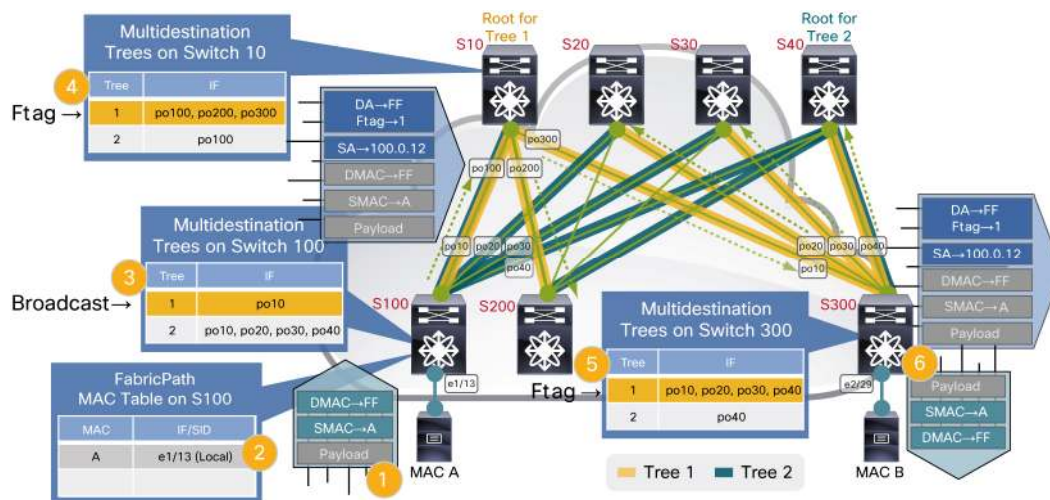 Root for
Tree 1
Root for
Tree 2
S10
S20
S30
S40
Multidestination
Trees on Switch 10
4
Tree IF
1 po100, po200, po300
2 po100
Ftag→
DA→FF
Ftag→1
SA→100.0.12
DMAC→FF
SMAC→A
Payload
po300
po100
po200
Multidestination
Trees on Switch 100
3
Tree IF
1 po10
2 po10, po20, po30, po40
Broadcast→
po10
po20
po30
po40
po20
po30
po40
po10
DA→FF
Ftag→1
SA→100.0.12
DMAC→FF
SMAC→A
Payload
S100
S200
S300
Multidestination
Trees on Switch 300
5
Tree IF
1 po10, po20, po30, po40
2 po40
Ftag→
6
FabricPath
MAC Table on S100
MAC IF/SID
A e1/13 (Local)
2
DMAC→FF
SMAC→A
Payload
1
e1/13
MAC A
e2/29
MAC B
Payload
SMAC→A
DMAC→FF
Tree 1
Tree 2